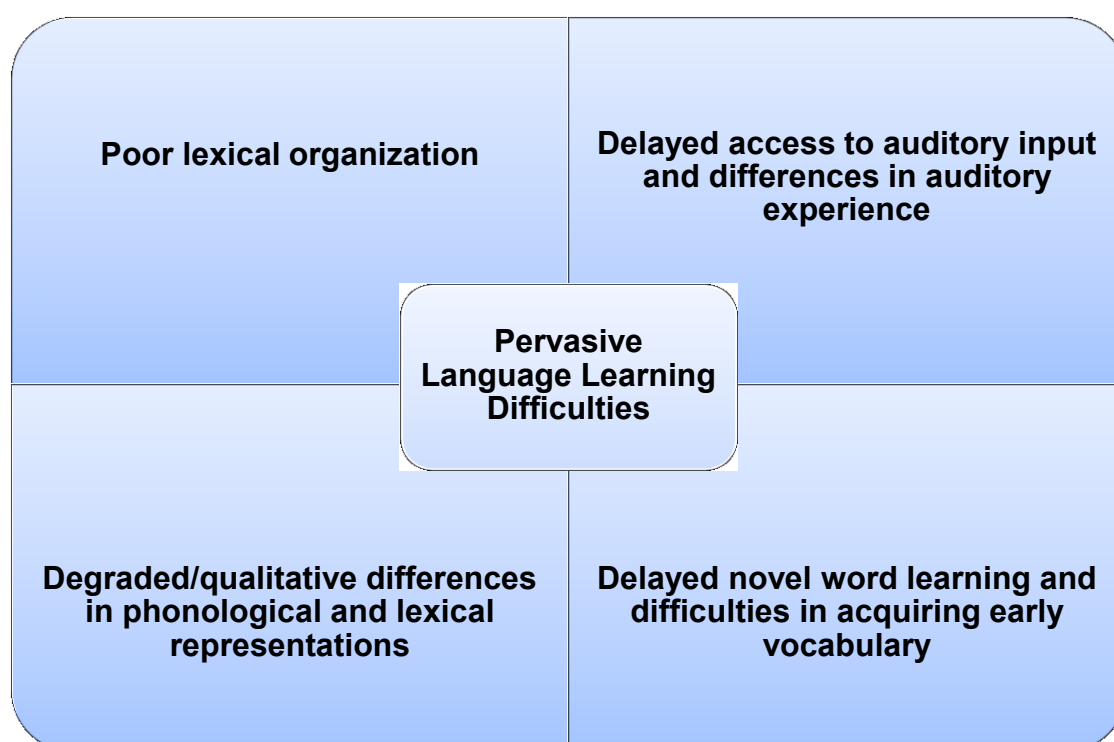 Poor lexical organization
Delayed access to auditory input
and differences in auditory
experience
Pervasive
Language Learning
Difficulties
Degraded/qualitative differences
in phonological and lexical
representations
Delayed novel word learning and
difficulties in acquiring early
vocabulary